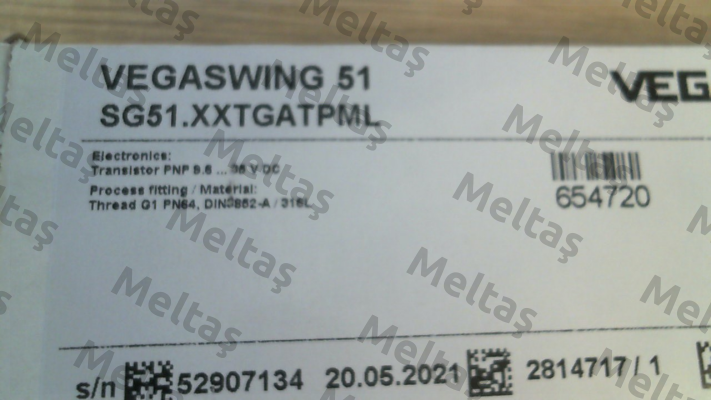 VEGASWING 51
VEG
SG51.XXTGATPML
Electronics:
Transistor PNP 9.6 ... 35 V DC
Process fitting / Material:
Thread G1 PN64, DIN3852-A / 316L
654720
s/n 52907134 20.05.2021 2814717 / 1
Meltaş